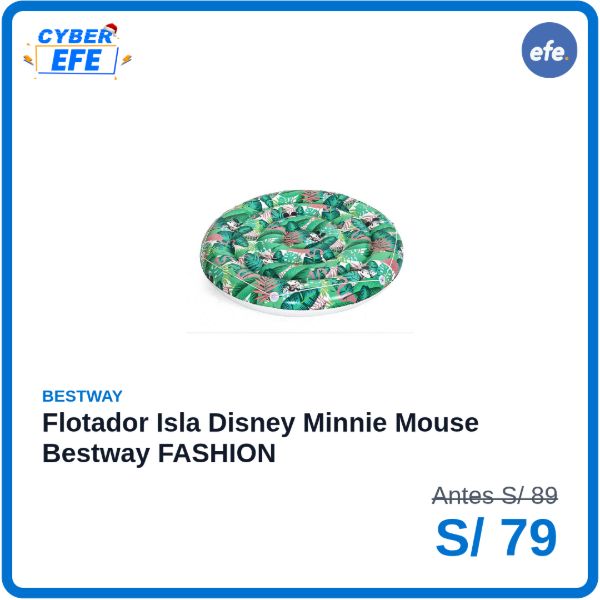 CYBER
EFE
efe.
BESTWAY
Flotador Isla Disney Minnie Mouse
Bestway FASHION
Antes S/ 89
S/ 79